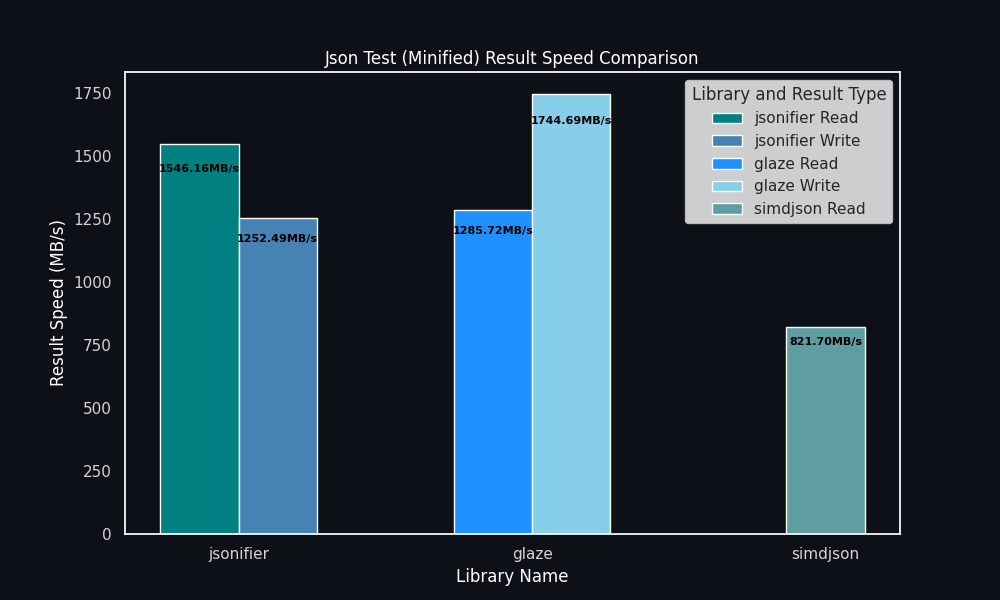 Json Test (Minified) Result Speed Comparison
Library and Result Type
jsonifier Read
jsonifier Write
glaze Read
glaze Write
simdjson Read
Result Speed (MB/s)
1750
1500
1250
1000
750
500
250
0
1546.16MB/s
1252.49MB/s
1285.72MB/s
1744.69MB/s
821.70MB/s
jsonifier
glaze
simdjson
Library Name